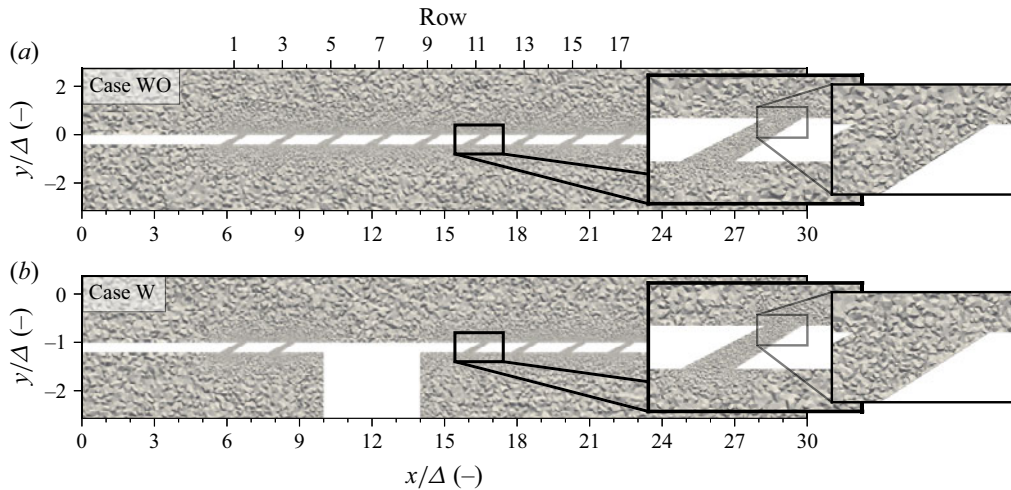 Row
(a) 1 3 5 7 9 11 13 15 17
Case WO
2
0
–2
y/Δ (–)
0 3 6 9 12 15 18 21 24 27 30
(b)
Case W
0
–1
–2
y/Δ (–)
0 3 6 9 12 15 18 21 24 27 30
x/Δ (–)